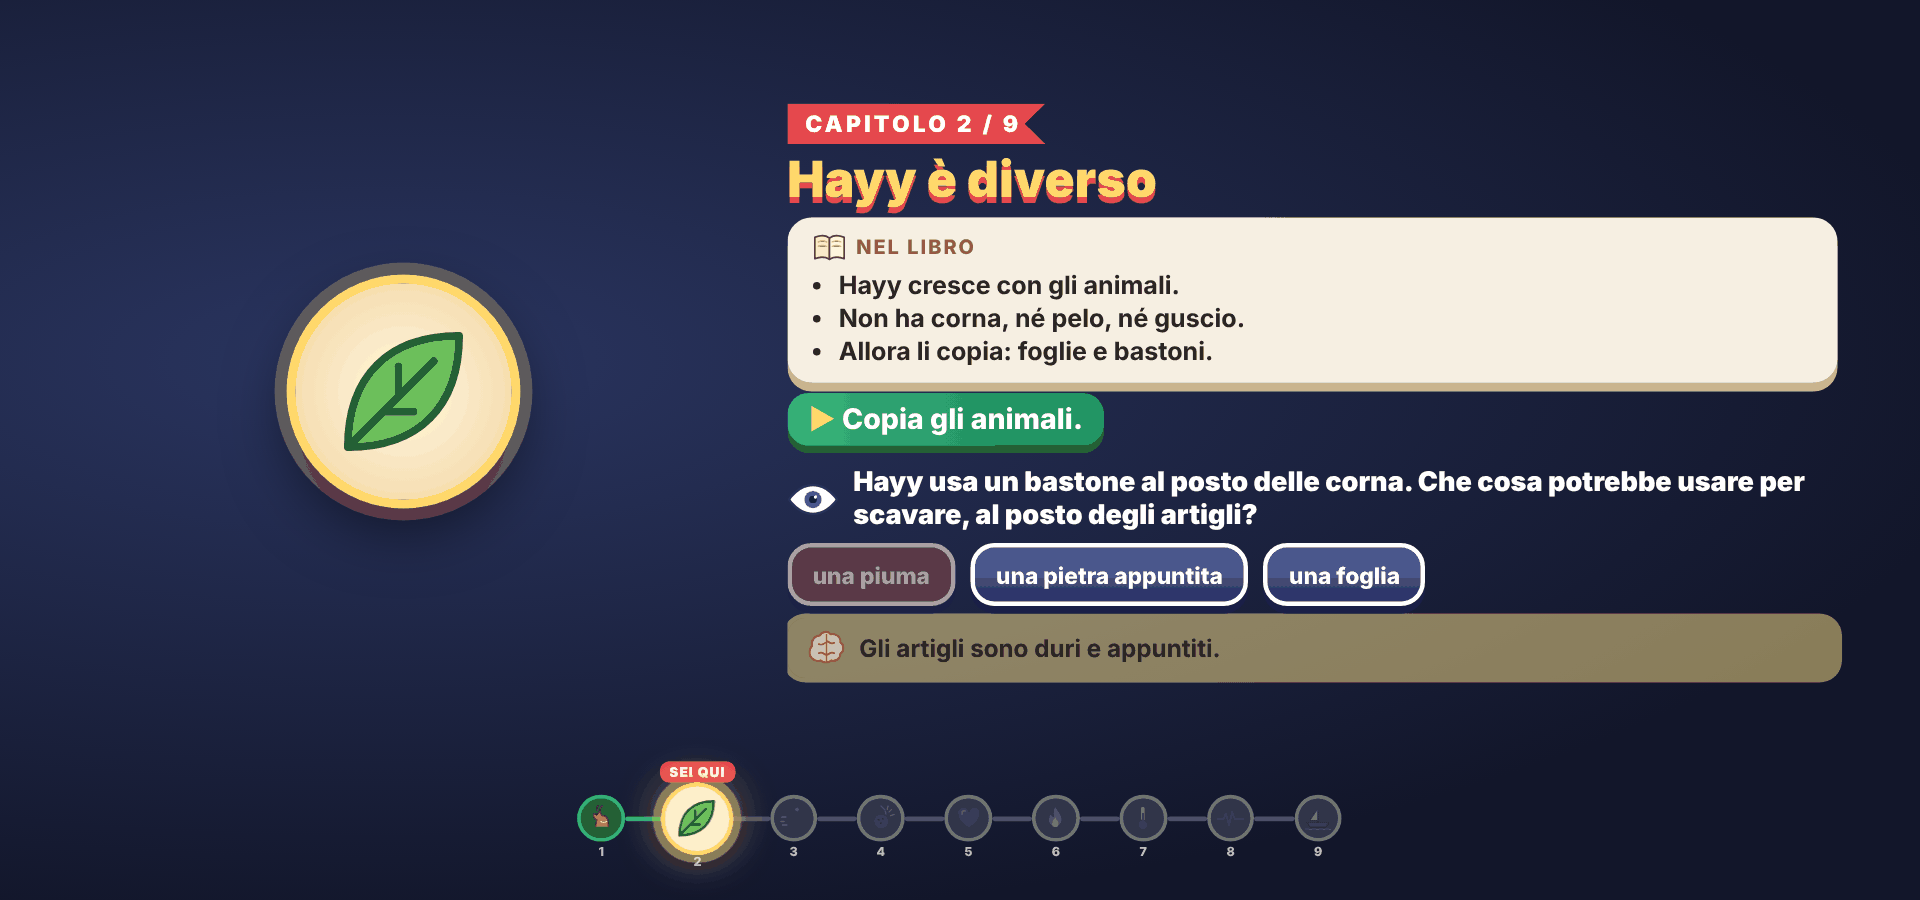 CAPITOLO 2 / 9
Hayy è diverso
NEL LIBRO
• Hayy cresce con gli animali.
• Non ha corna, né pelo, né guscio.
• Allora li copia: foglie e bastoni.
Copia gli animali.
Hayy usa un bastone al posto delle corna. Che cosa potrebbe usare per
scavare, al posto degli artigli?
una piuma
una pietra appuntita
una foglia
Gli artigli sono duri e appuntiti.
SEI QUI
1 2 3 4 5 6 7 8 9